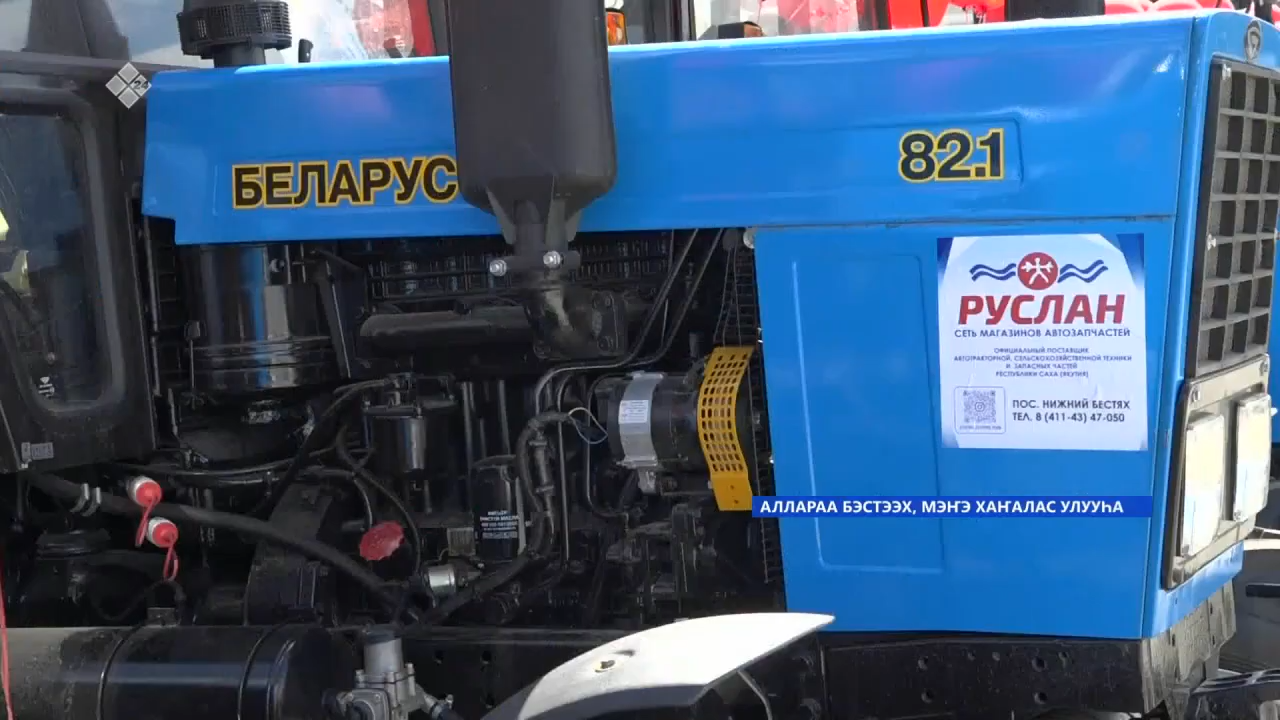 24
БЕЛАРУС
82.1
РУСЛАН
СЕТЬ МАГАЗИНОВ АВТОЗАПЧАСТЕЙ
ОФИЦИАЛЬНЫЙ ПОСТАВЩИК
АВТОТРАКТОРНОЙ, СЕЛЬСКОХОЗЯЙСТВЕННОЙ ТЕХНИКИ
И ЗАПАСНЫХ ЧАСТЕЙ
РЕСПУБЛИКИ САХА (ЯКУТИЯ)
ПОС. НИЖНИЙ БЕСТЯХ
ТЕЛ. 8 (411-43) 47-050
АЛЛАРАА БЭСТЭЭХ, МЭҤЭ ХАҤАЛАС УЛУУҺА